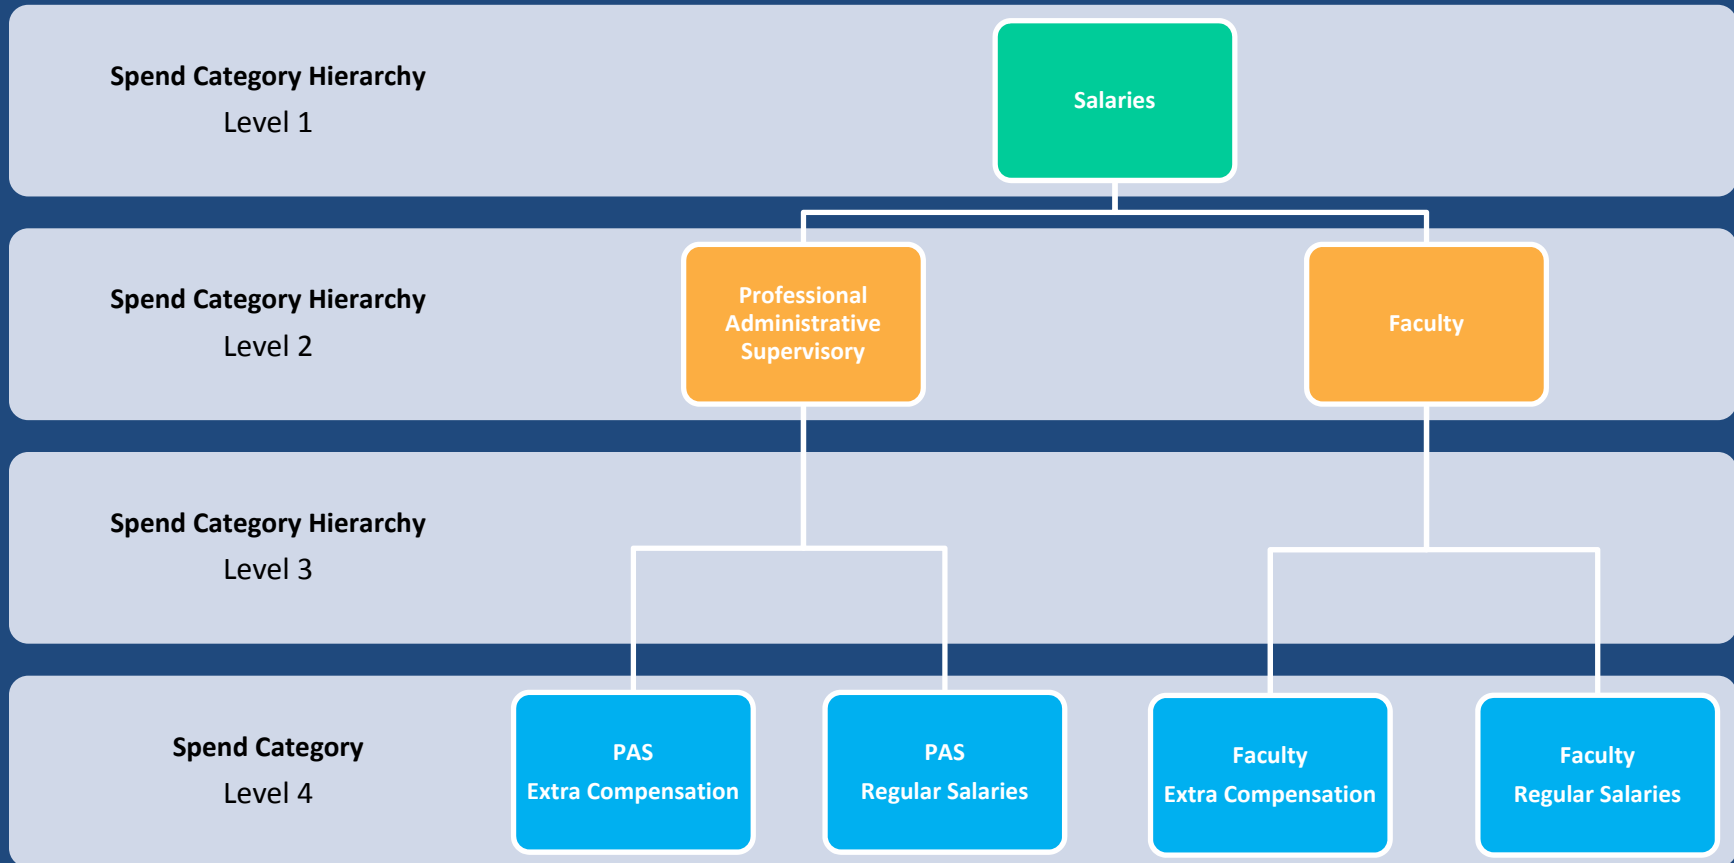 Spend Category Hierarchy
Level 1
Salaries
Spend Category Hierarchy
Level 2
Professional
Administrative
Supervisory
Faculty
Spend Category Hierarchy
Level 3
Spend Category
Level 4
PAS
Extra Compensation
PAS
Regular Salaries
Faculty
Extra Compensation
Faculty
Regular Salaries